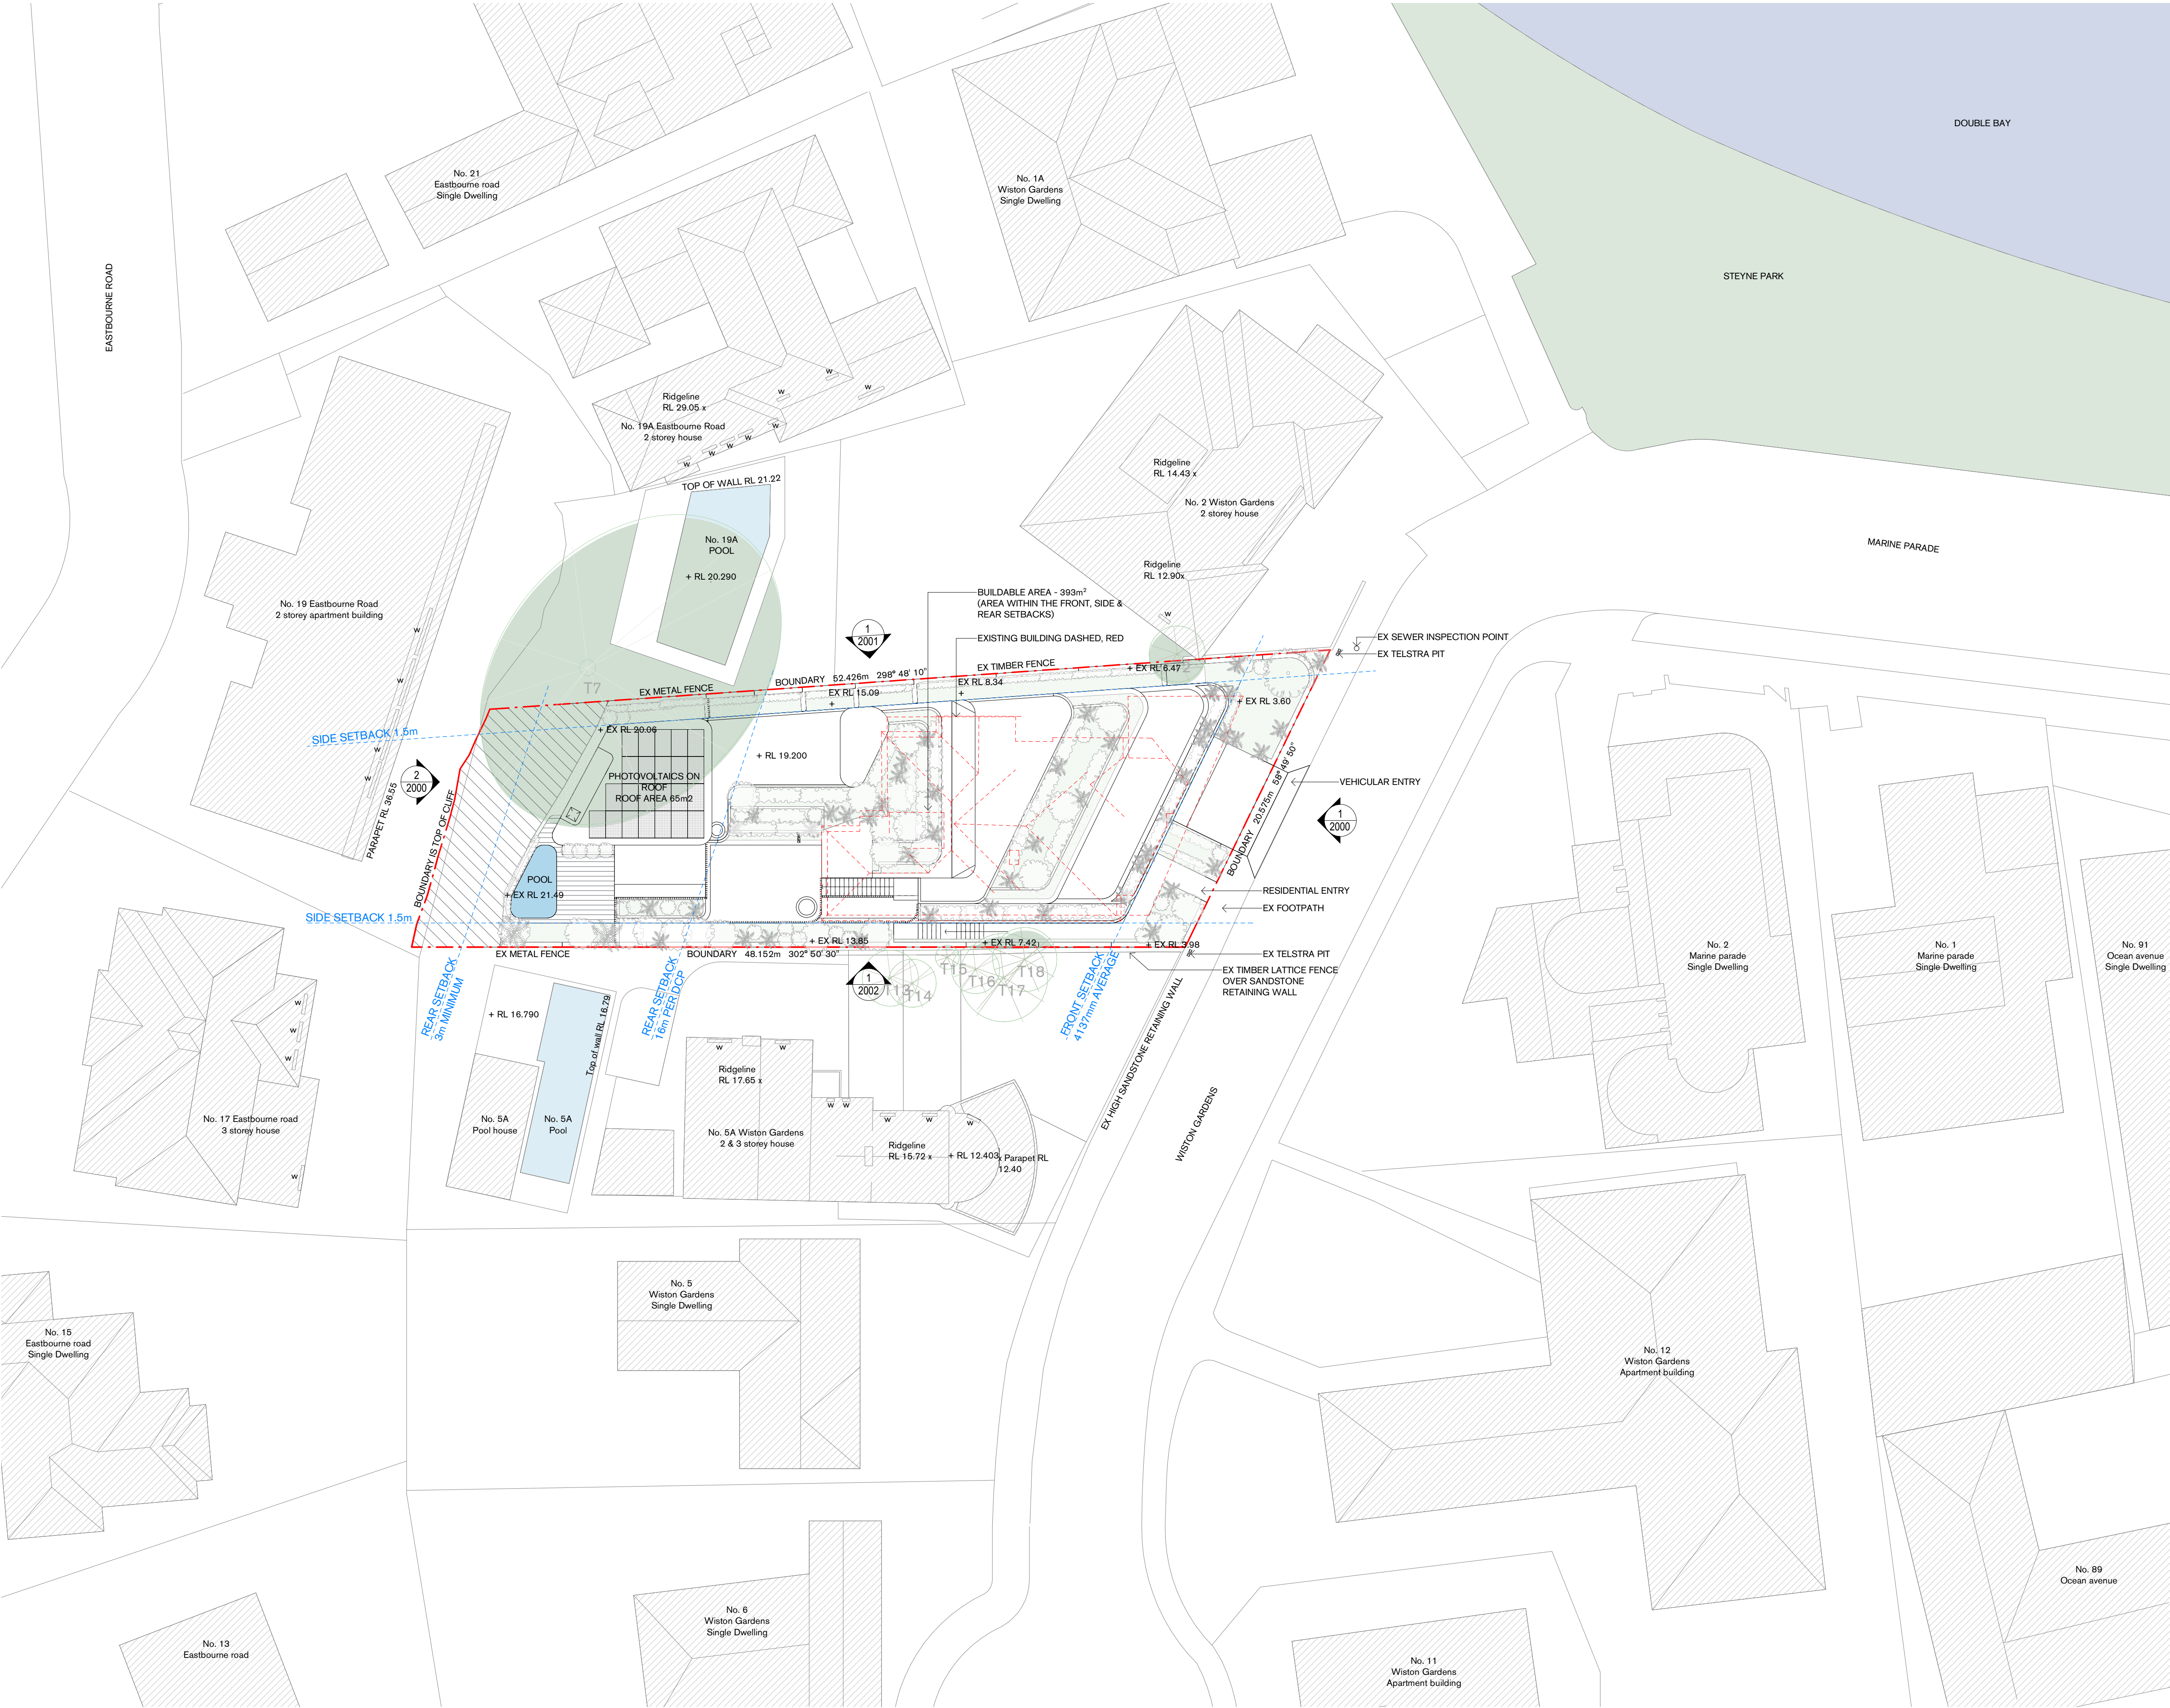 DOUBLE BAY
STEYNE PARK
MARINE PARADE
EASTBOURNE ROAD
No. 21
Eastbourne road
Single Dwelling
No. 1A
Wiston Gardens
Single Dwelling
Ridgeline
RL 29.05 x
No. 19A Eastbourne Road
2 storey house
w
w
w
w
w
w
w
w
TOP OF WALL RL 21.22
No. 19A
POOL
+ RL 20.290
Ridgeline
RL 14.43 x
No. 2 Wiston Gardens
2 storey house
Ridgeline
RL 12.90x
w
No. 19 Eastbourne Road
2 storey apartment building
w
w
w
w
PARAPET RL 36.55
BUILDABLE AREA - 393m²
(AREA WITHIN THE FRONT, SIDE &
REAR SETBACKS)
EXISTING BUILDING DASHED, RED
1
2001
EX SEWER INSPECTION POINT
EX TELSTRA PIT
T7
EX METAL FENCE
BOUNDARY 52.426m 298° 48' 10"
EX TIMBER FENCE
+ EX RL 6.47
EX RL 15.09
+
EX RL 8.34
+
+ EX RL 3.60
SIDE SETBACK 1.5m
+ EX RL 20.06
+ RL 19.200
PHOTOVOLTAICS ON
ROOF
ROOF AREA 65m2
2
2000
BOUNDARY IS TOP OF CLIFF
VEHICULAR ENTRY
1
2000
BOUNDARY 20.575m 58° 49' 50"
POOL
+ EX RL 21.49
SIDE SETBACK 1.5m
RESIDENTIAL ENTRY
EX FOOTPATH
+ EX RL 13.85
+ EX RL 7.42
+ EX RL 3.98
EX METAL FENCE
BOUNDARY 48.152m 302° 50' 30"
EX TELSTRA PIT
EX TIMBER LATTICE FENCE
OVER SANDSTONE
RETAINING WALL
1
2002
T13
T14
T15
T16
T17
T18
REAR SETBACK
3m MINIMUM
REAR SETBACK
16m PER DCP
FRONT SETBACK
4137mm AVERAGE
EX HIGH SANDSTONE RETAINING WALL
WISTON GARDENS
+ RL 16.790
Top of wall RL 16.79
No. 5A
Pool house
No. 5A
Pool
w
w
Ridgeline
RL 17.65 x
No. 5A Wiston Gardens
2 & 3 storey house
w
w
w
w
w
Ridgeline
RL 15.72 x
+ RL 12.403
x Parapet RL
12.40
w
w
w
w
No. 17 Eastbourne road
3 storey house
No. 2
Marine parade
Single Dwelling
No. 1
Marine parade
Single Dwelling
No. 91
Ocean avenue
Single Dwelling
No. 5
Wiston Gardens
Single Dwelling
No. 15
Eastbourne road
Single Dwelling
No. 12
Wiston Gardens
Apartment building
No. 6
Wiston Gardens
Single Dwelling
No. 13
Eastbourne road
No. 11
Wiston Gardens
Apartment building
No. 89
Ocean avenue